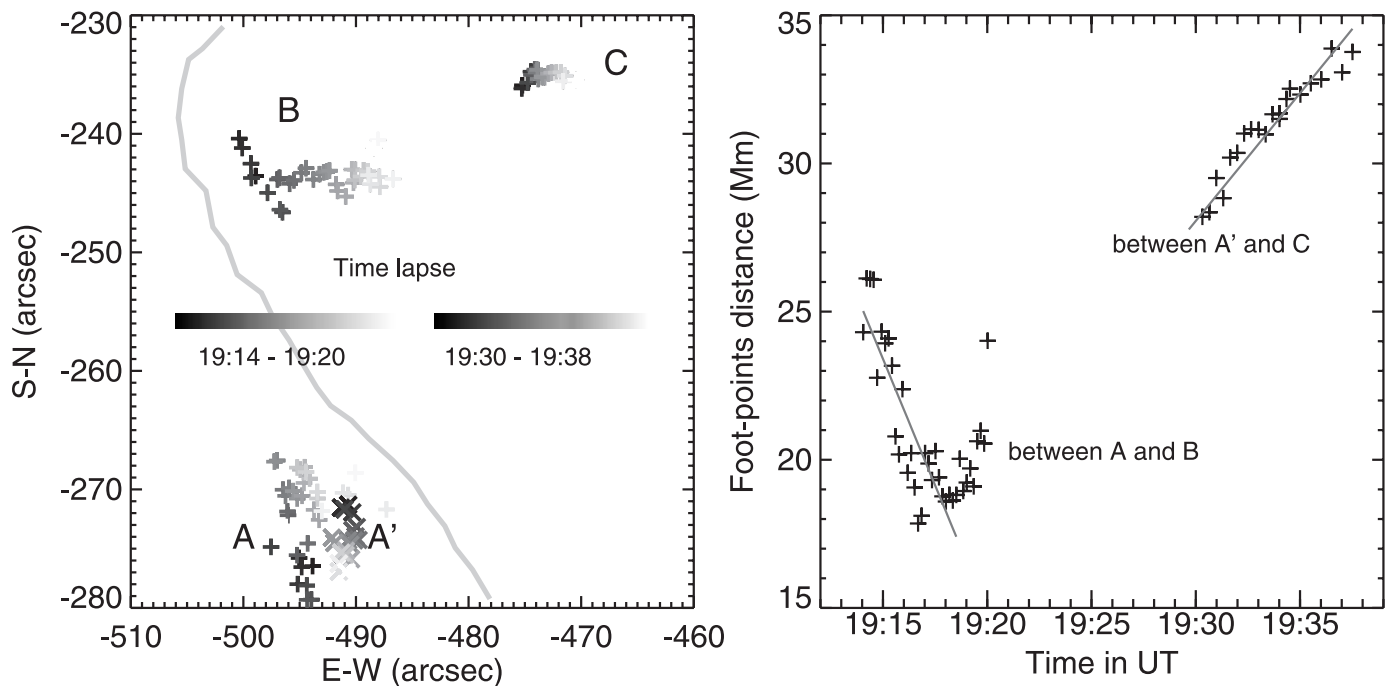 -230
-240
-250
-260
-270
-280
S-N (arcsec)
B
C
Time lapse
19:14 - 19:20
19:30 - 19:38
A
A'
-510
-500
-490
-480
-470
-460
E-W (arcsec)
35
30
25
20
15
Foot-points distance (Mm)
between A' and C
between A and B
19:15
19:20
19:25
19:30
19:35
Time in UT